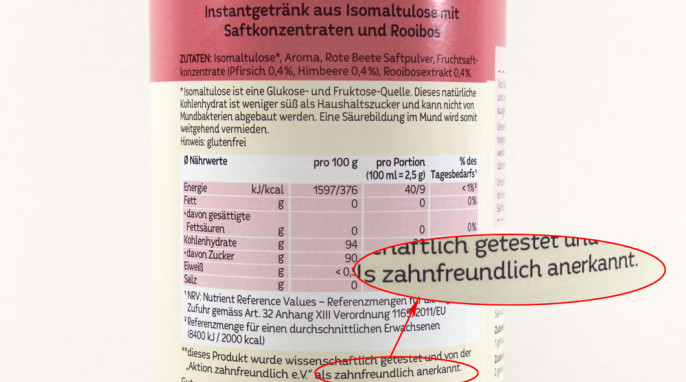 Instantgetränk aus Isomaltulose mit
Saftkonzentraten und Rooibos
ZUTATEN: Isomaltulose*, Aroma, Rote Beete Saftpulver, Fruchtsaft-
konzentrate (Pfirsich 0,4%, Himbeere 0,4%), Rooibosextrakt 0,4%.
*Isomaltulose ist eine Glukose- und Fruktose-Quelle. Dieses natürliche
Kohlenhydrat ist weniger süß als Haushaltszucker und kann nicht von
Mundbakterien abgebaut werden. Eine Säurebildung im Mund wird somit
weitgehend vermieden.
Hinweis: glutenfrei
Ø Nährwerte pro 100 g pro Portion % des
(100 ml = 2,5 g) Tagesbedarfs¹
Energie kJ/kcal 1597/376 40/9 <1%²
Fett g 0 0 0%
-davon gesättigte
Fettsäuren g 0 0 0%
Kohlenhydrate g 94
-davon Zucker g 90
Eiweiß g <0,
Salz g 0
¹NRV: Nutrient Reference Values – Referenzmengen für die
Zufuhr gemäss Art. 32 Anhang XIII Verordnung 1169/2011/EU
²Referenzmenge für einen durchschnittlichen Erwachsenen
(8400 kJ / 2000 kcal)
**dieses Produkt wurde wissenschaftlich getestet und von der
„Aktion zahnfreundlich e.V.“ als zahnfreundlich anerkannt.
chaftlich getestet und
ls zahnfreundlich anerkannt.